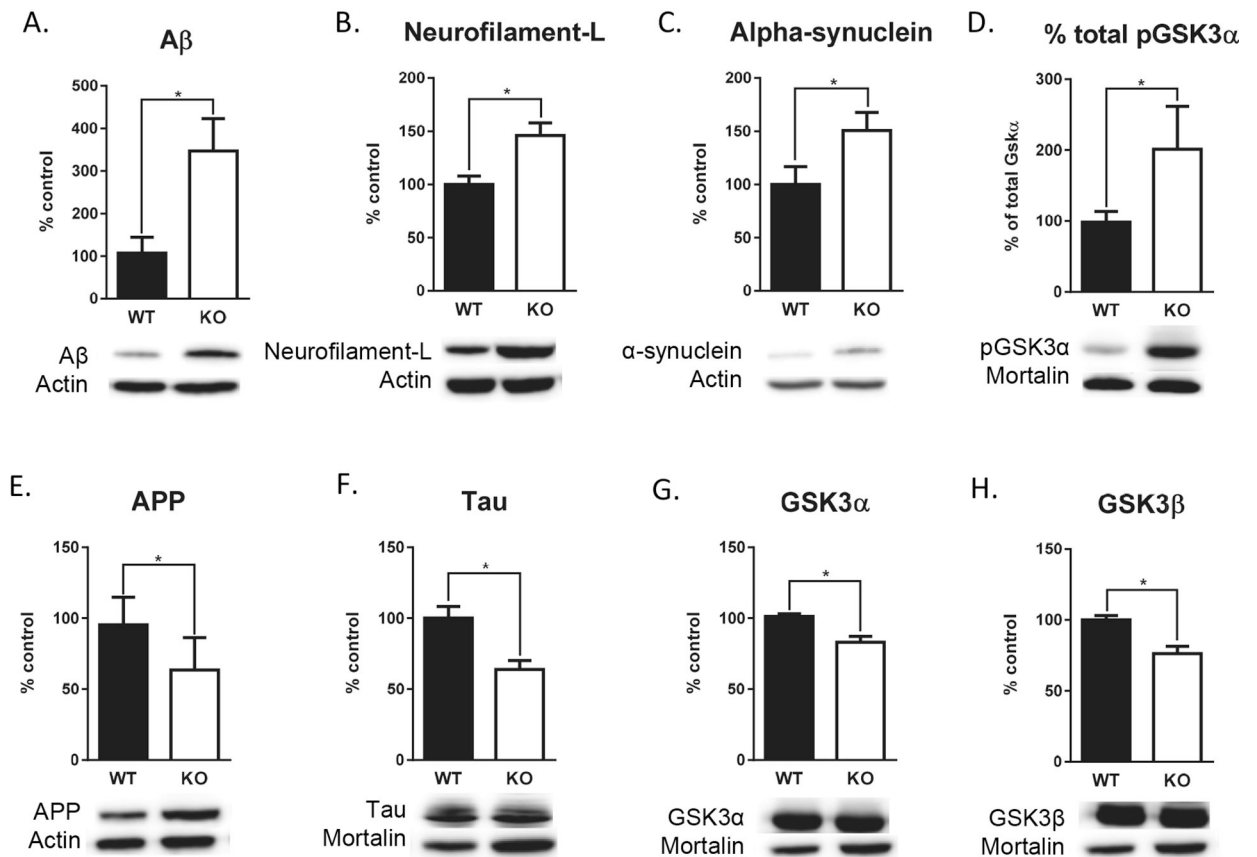 A.
Aβ
% control
500
400
300
200
100
0
*
WT KO
Aβ
Actin
B.
Neurofilament-L
% control
200
150
100
50
0
*
WT KO
Neurofilament-L
Actin
C.
Alpha-synuclein
% control
200
150
100
50
0
*
WT KO
α-synuclein
Actin
D.
% total pGSK3α
% of total Gskα
300
200
100
0
*
WT KO
pGSK3α
Mortalin
E.
APP
% control
150
100
50
0
*
WT KO
APP
Actin
F.
Tau
% control
150
100
50
0
*
WT KO
Tau
Mortalin
G.
GSK3α
% control
150
100
50
0
*
WT KO
GSK3α
Mortalin
H.
GSK3β
% control
150
100
50
0
*
WT KO
GSK3β
Mortalin